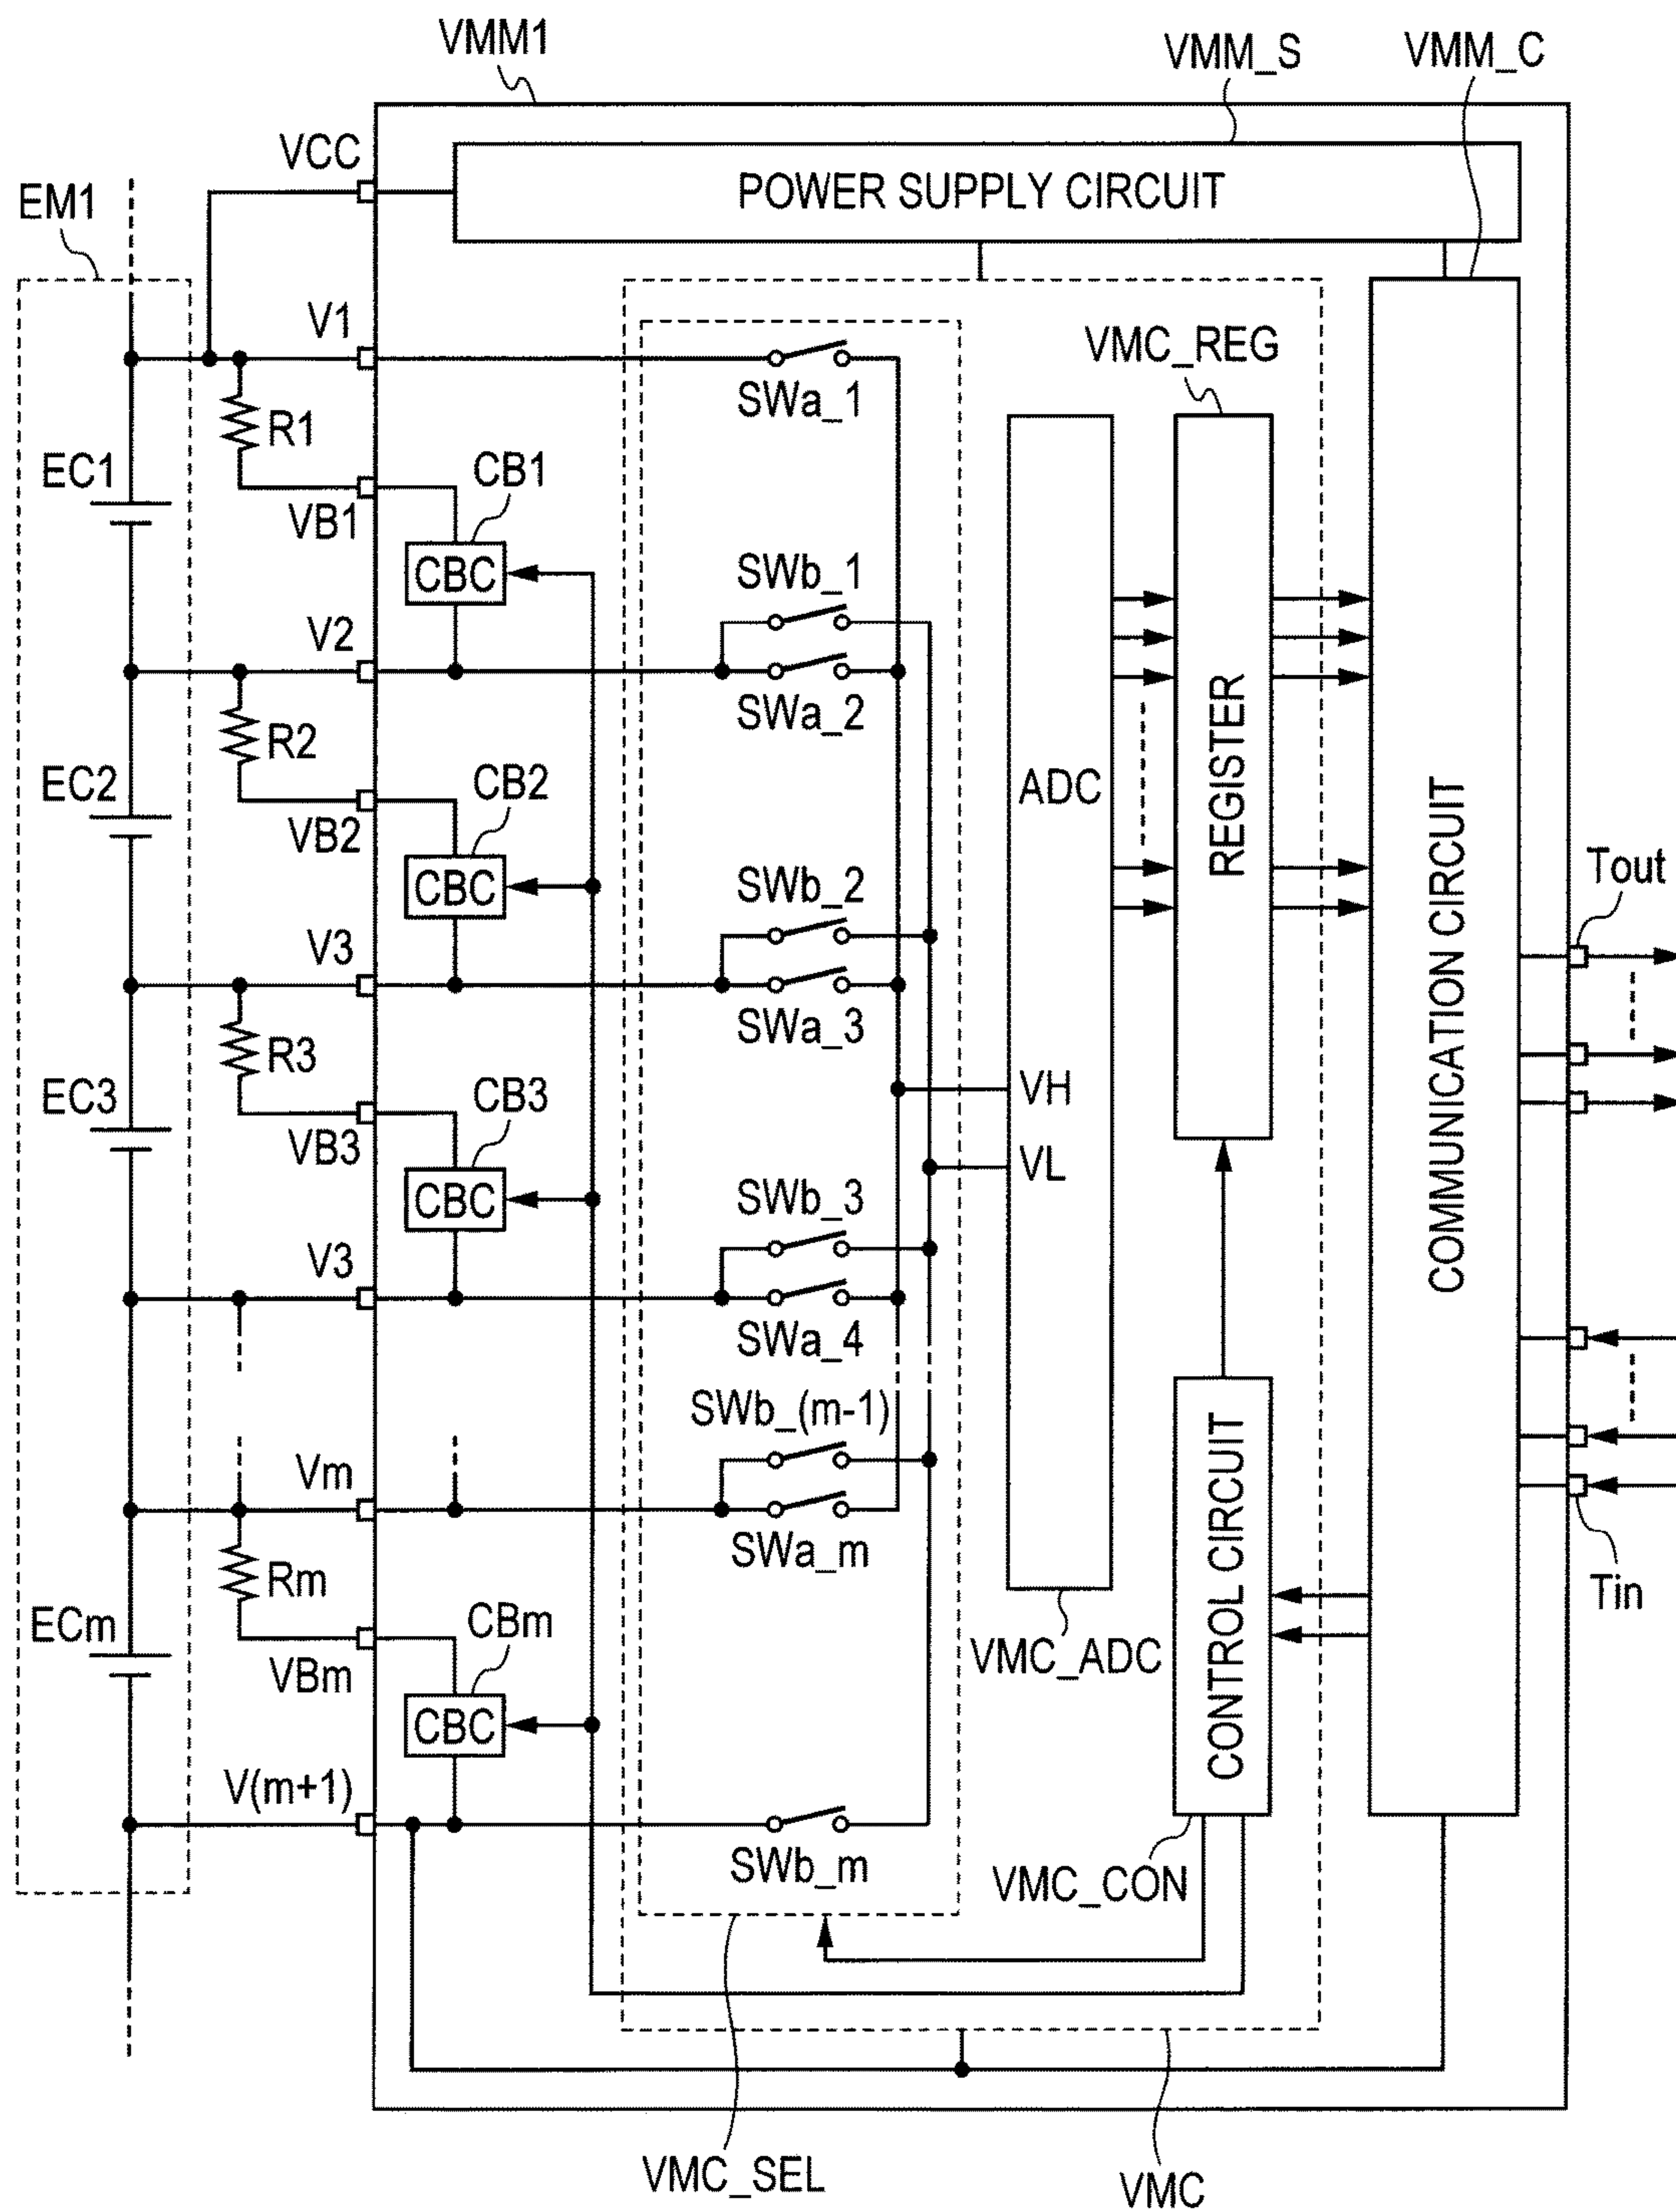 VMM1
VMM_S
VMM_C
VCC
POWER SUPPLY CIRCUIT
EM1
V1
SWa_1
VMC_REG
R1
EC1
VB1
CB1
CBC
SWb_1
V2
SWa_2
R2
EC2
VB2
CB2
CBC
ADC
REGISTER
COMMUNICATION CIRCUIT
Tout
SWb_2
V3
SWa_3
R3
EC3
VB3
CB3
CBC
VH
VL
SWb_3
V3
SWa_4
SWb_(m-1)
Vm
SWa_m
Rm
ECm
VBm
CBm
CBC
VMC_ADC
CONTROL CIRCUIT
Tin
V(m+1)
SWb_m
VMC_CON
VMC_SEL
VMC